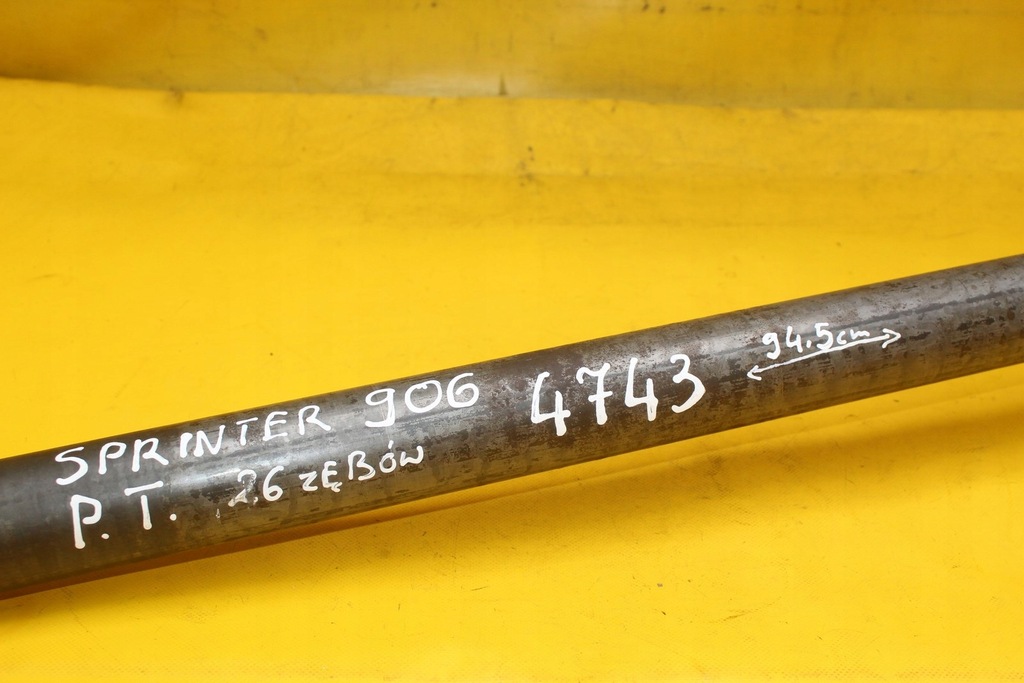 SPRINTER 906 4743 94.5cm
P.T. 26 ZĘBÓW